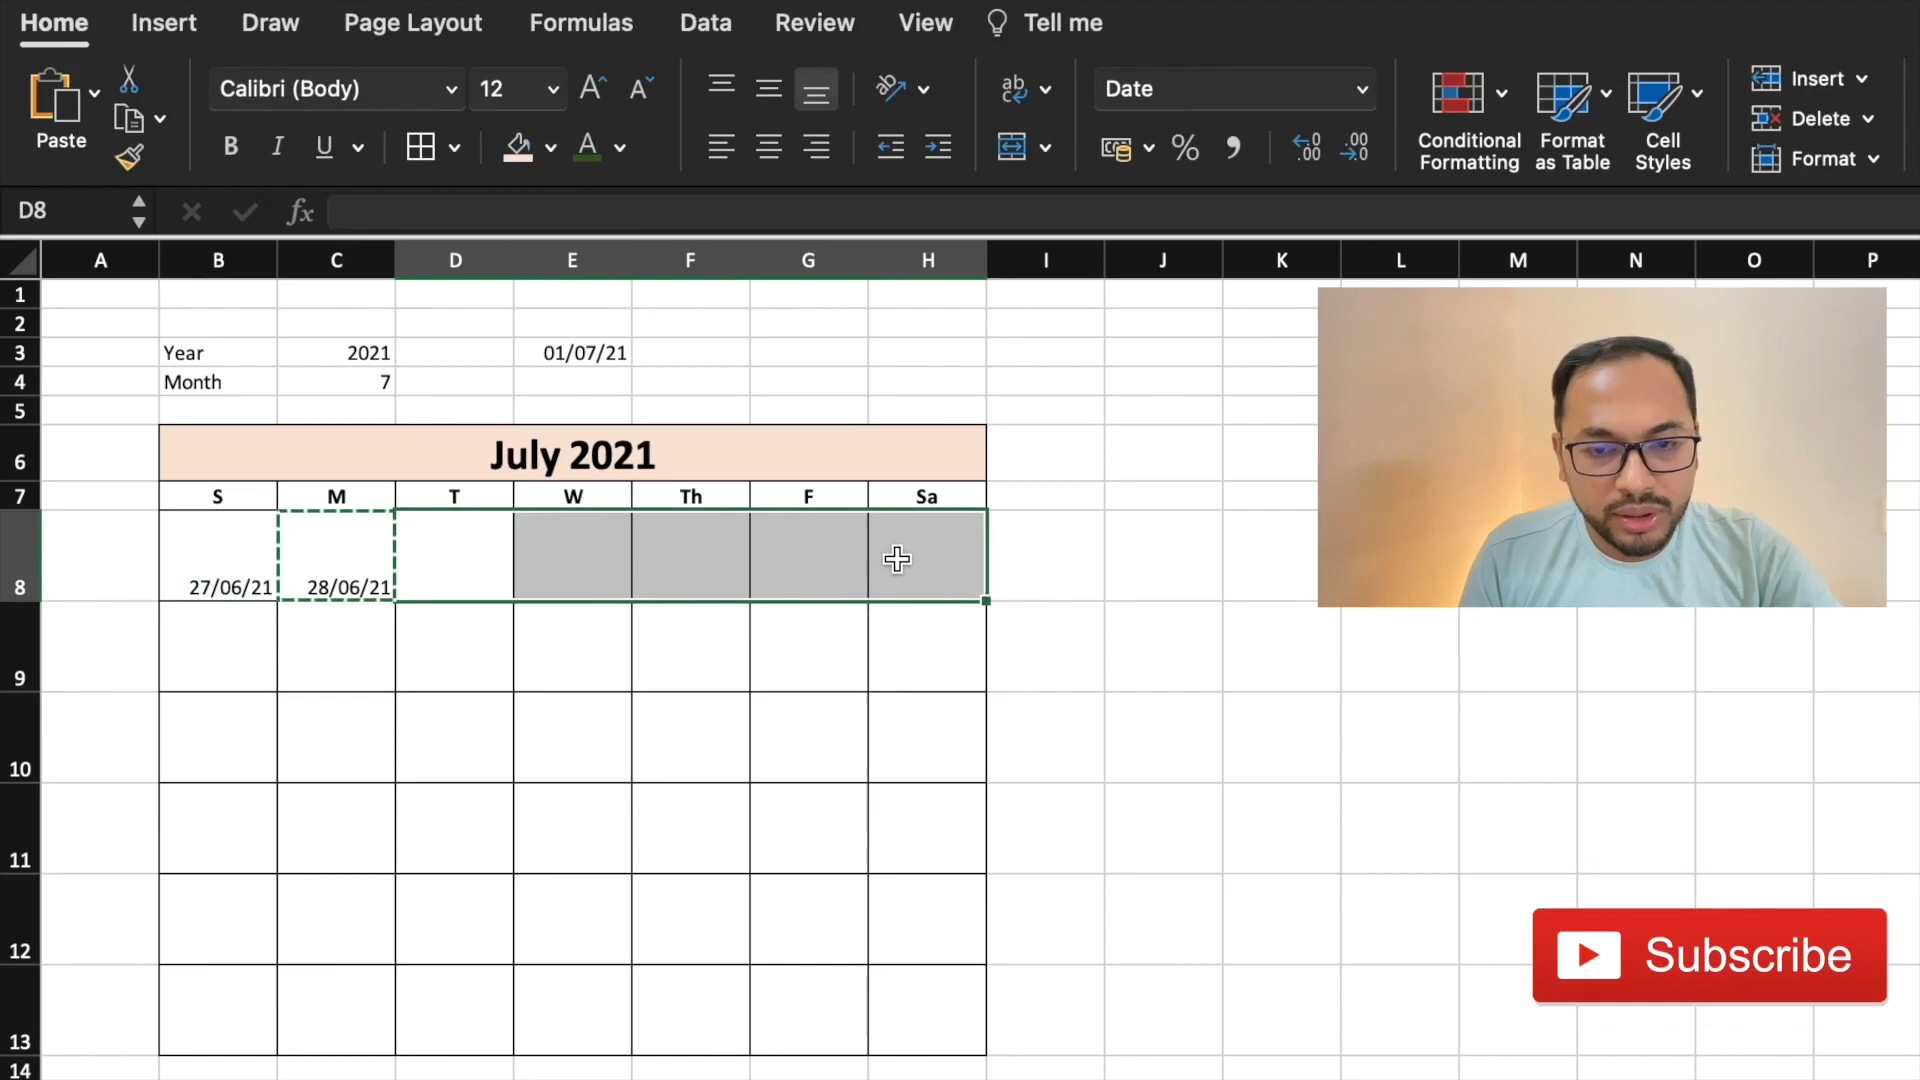 Home Insert Draw Page Layout Formulas Data Review View Tell me
Paste
Calibri (Body) 12
B I U A
ab
Date
% 
Conditional Formatting
Format as Table
Cell Styles
Insert
Delete
Format
D8 fx
A B C D E F G H I J K L M N O P
1
2
3 Year 2021 01/07/21
4 Month 7
5
6 July 2021
7 S M T W Th F Sa
8 27/06/21 28/06/21
9
10
11
12
13
14
Subscribe